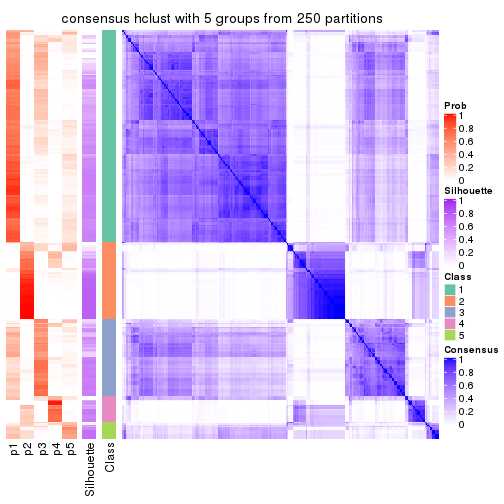 consensus hclust with 5 groups from 250 partitions
Prob
1
0.8
0.6
0.4
0.2
0
Silhouette
1
0.8
0.6
0.4
0.2
0
Class
1
2
3
4
5
Consensus
1
0.8
0.6
0.4
0.2
0
p1
p2
p3
p4
p5
Silhouette
Class